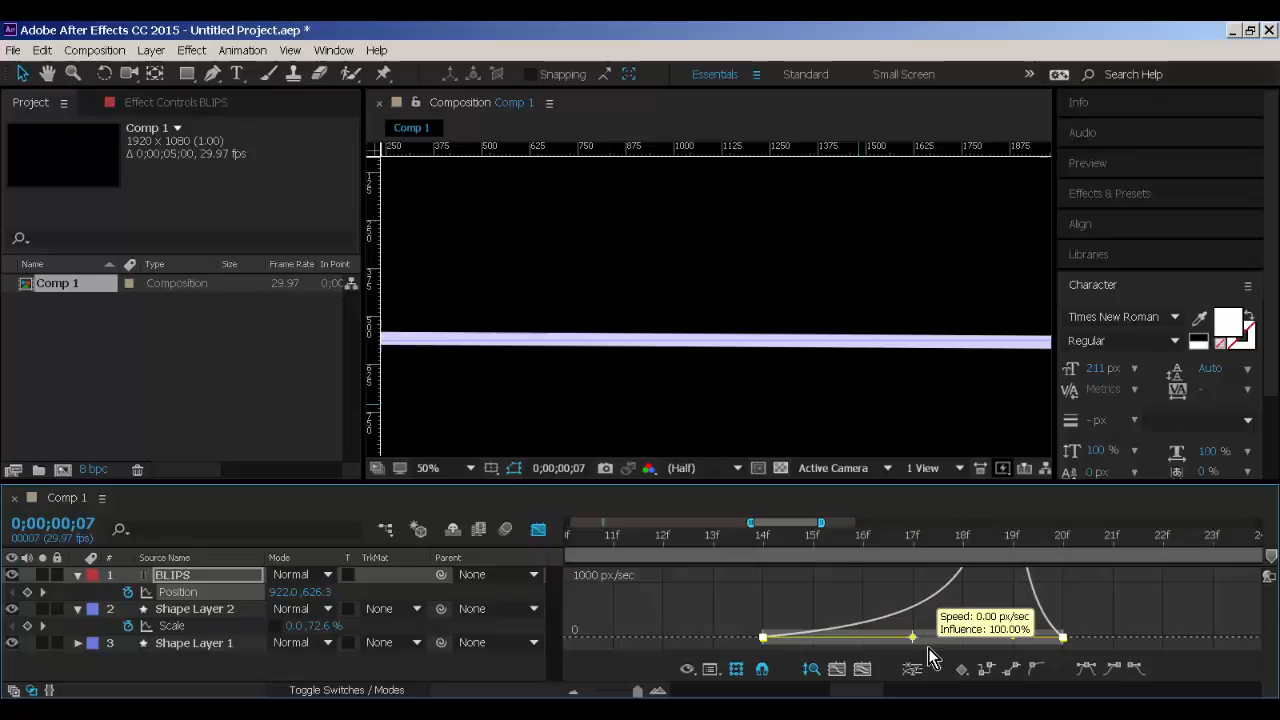 Adobe After Effects CC 2015 - Untitled Project.aep *
File Edit Composition Layer Effect Animation View Window Help
Snapping Essentials Standard Small Screen Search Help
Project Effect Controls BLIPS
Composition Comp 1
Comp 1
Comp 1
1920 x 1080 (1.00)
Δ 0;00;05;00, 29.97 fps
250 375 500 625 750 875 1000 1125 1250 1375 1500 1625 1750 1875
Name Type Size Frame Rate In Point
Comp 1 Composition 29.97 0;00
8 bpc
50% 0;00;00;07 (Half) Active Camera 1 View
Info
Audio
Preview
Effects & Presets
Align
Libraries
Character
Times New Roman
Regular
211 px Auto
Metrics -
- px
100 % 100 %
0 px 0 %
Comp 1
0;00;00;07
00007 (29.97 fps)
11f 12f 13f 14f 15f 16f 17f 18f 19f 20f 21f 22f 23f
# Source Name Mode T TrkMat Parent
1 T BLIPS Normal None
Position 922.0,626.3
2 Shape Layer 2 Normal None None
Scale 0.0,72.6%
3 Shape Layer 1 Normal None None
1000 px/sec
0
Speed: 0.00 px/sec
Influence: 100.00%
Toggle Switches / Modes